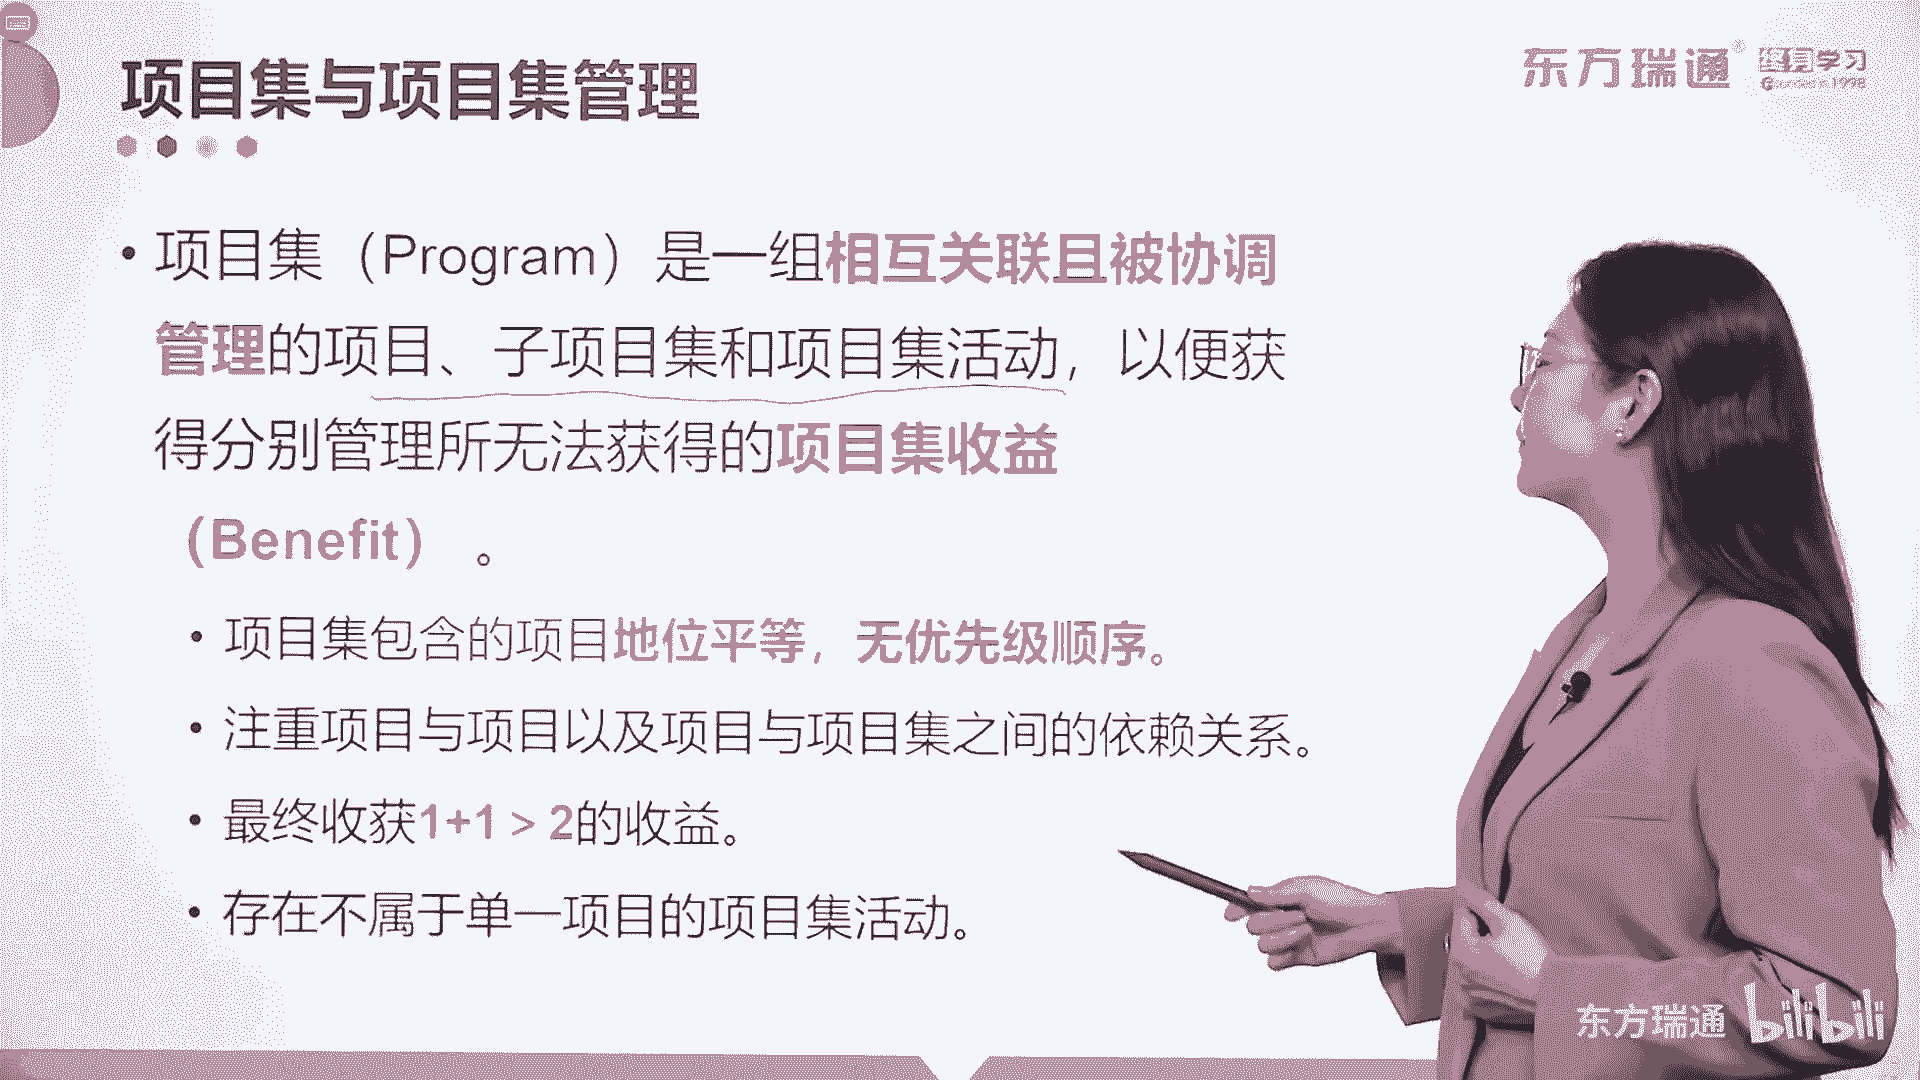 项目集与项目集管理
东方瑞通
终身学习
Founded in 1998
• 项目集（Program）是一组相互关联且被协调
管理的项目、子项目集和项目集活动，以便获
得分别管理所无法获得的项目集收益
（Benefit）。
• 项目集包含的项目地位平等，无优先级顺序。
• 注重项目与项目以及项目与项目集之间的依赖关系。
• 最终收获1+1 > 2的收益。
• 存在不属于单一项目的项目集活动。
东方瑞通 bilibili